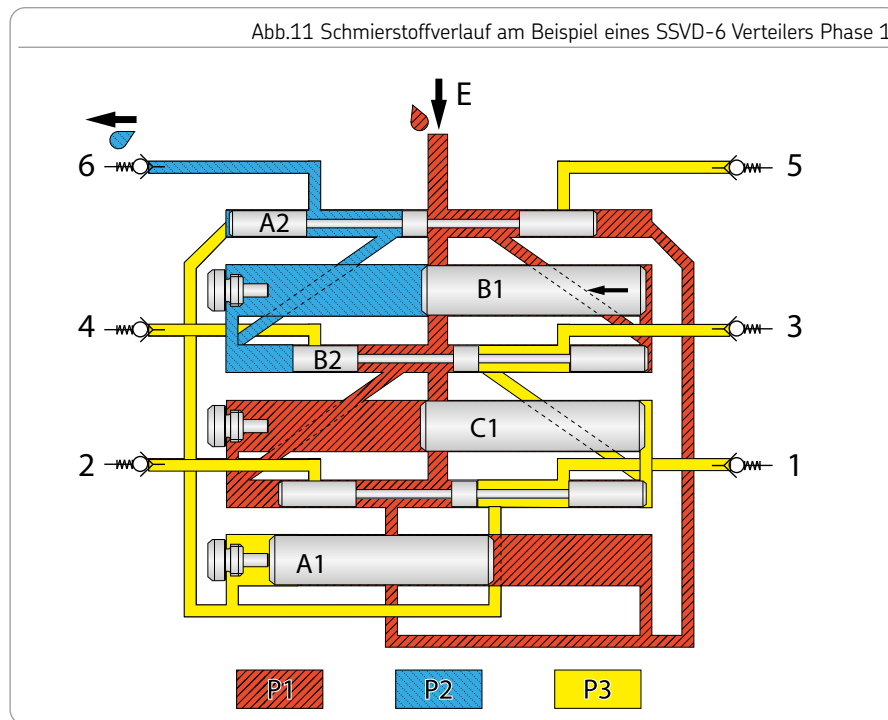 Abb.11 Schmierstoffverlauf am Beispiel eines SSVD-6 Verteilers Phase 1
E
6
5
A2
B1
4
3
B2
C1
2
1
A1
P1
P2
P3